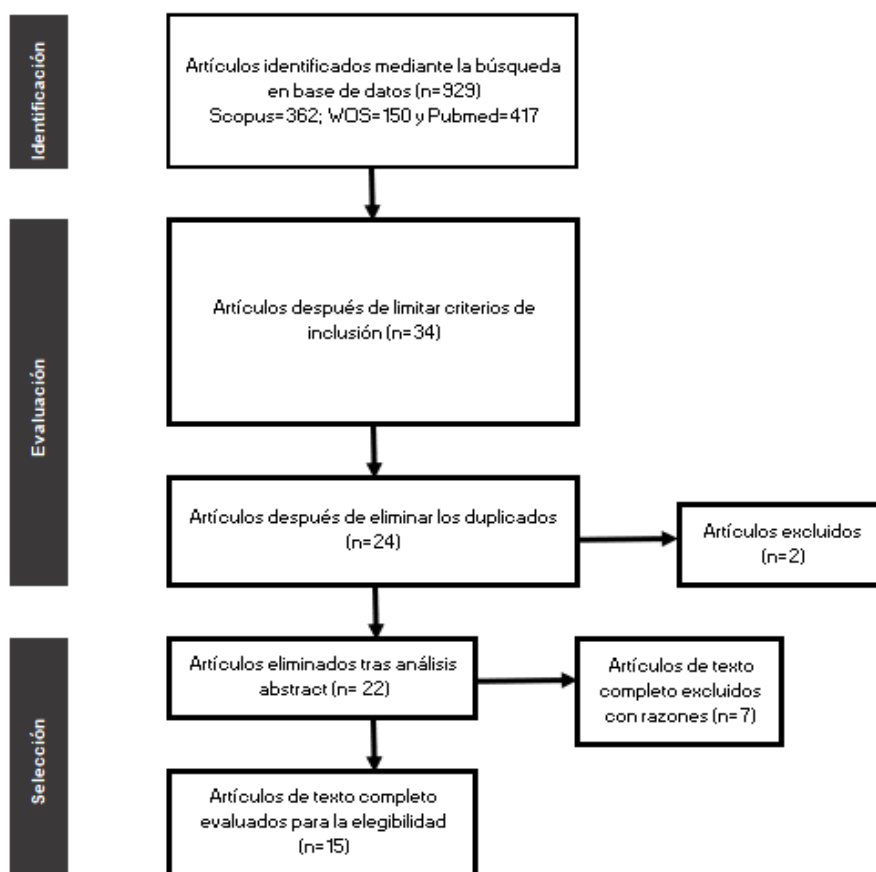 Identificación
Artículos identificados mediante la búsqueda
en base de datos (n=929)
Scopus=362; WOS=150 y Pubmed=417
Evaluación
Artículos después de limitar criterios de
inclusión (n=34)
Artículos después de eliminar los duplicados
(n=24)
Artículos excluidos
(n=2)
Selección
Artículos eliminados tras análisis
abstract (n= 22)
Artículos de texto
completo excluidos
con razones (n=7)
Artículos de texto completo
evaluados para la elegibilidad
(n=15)